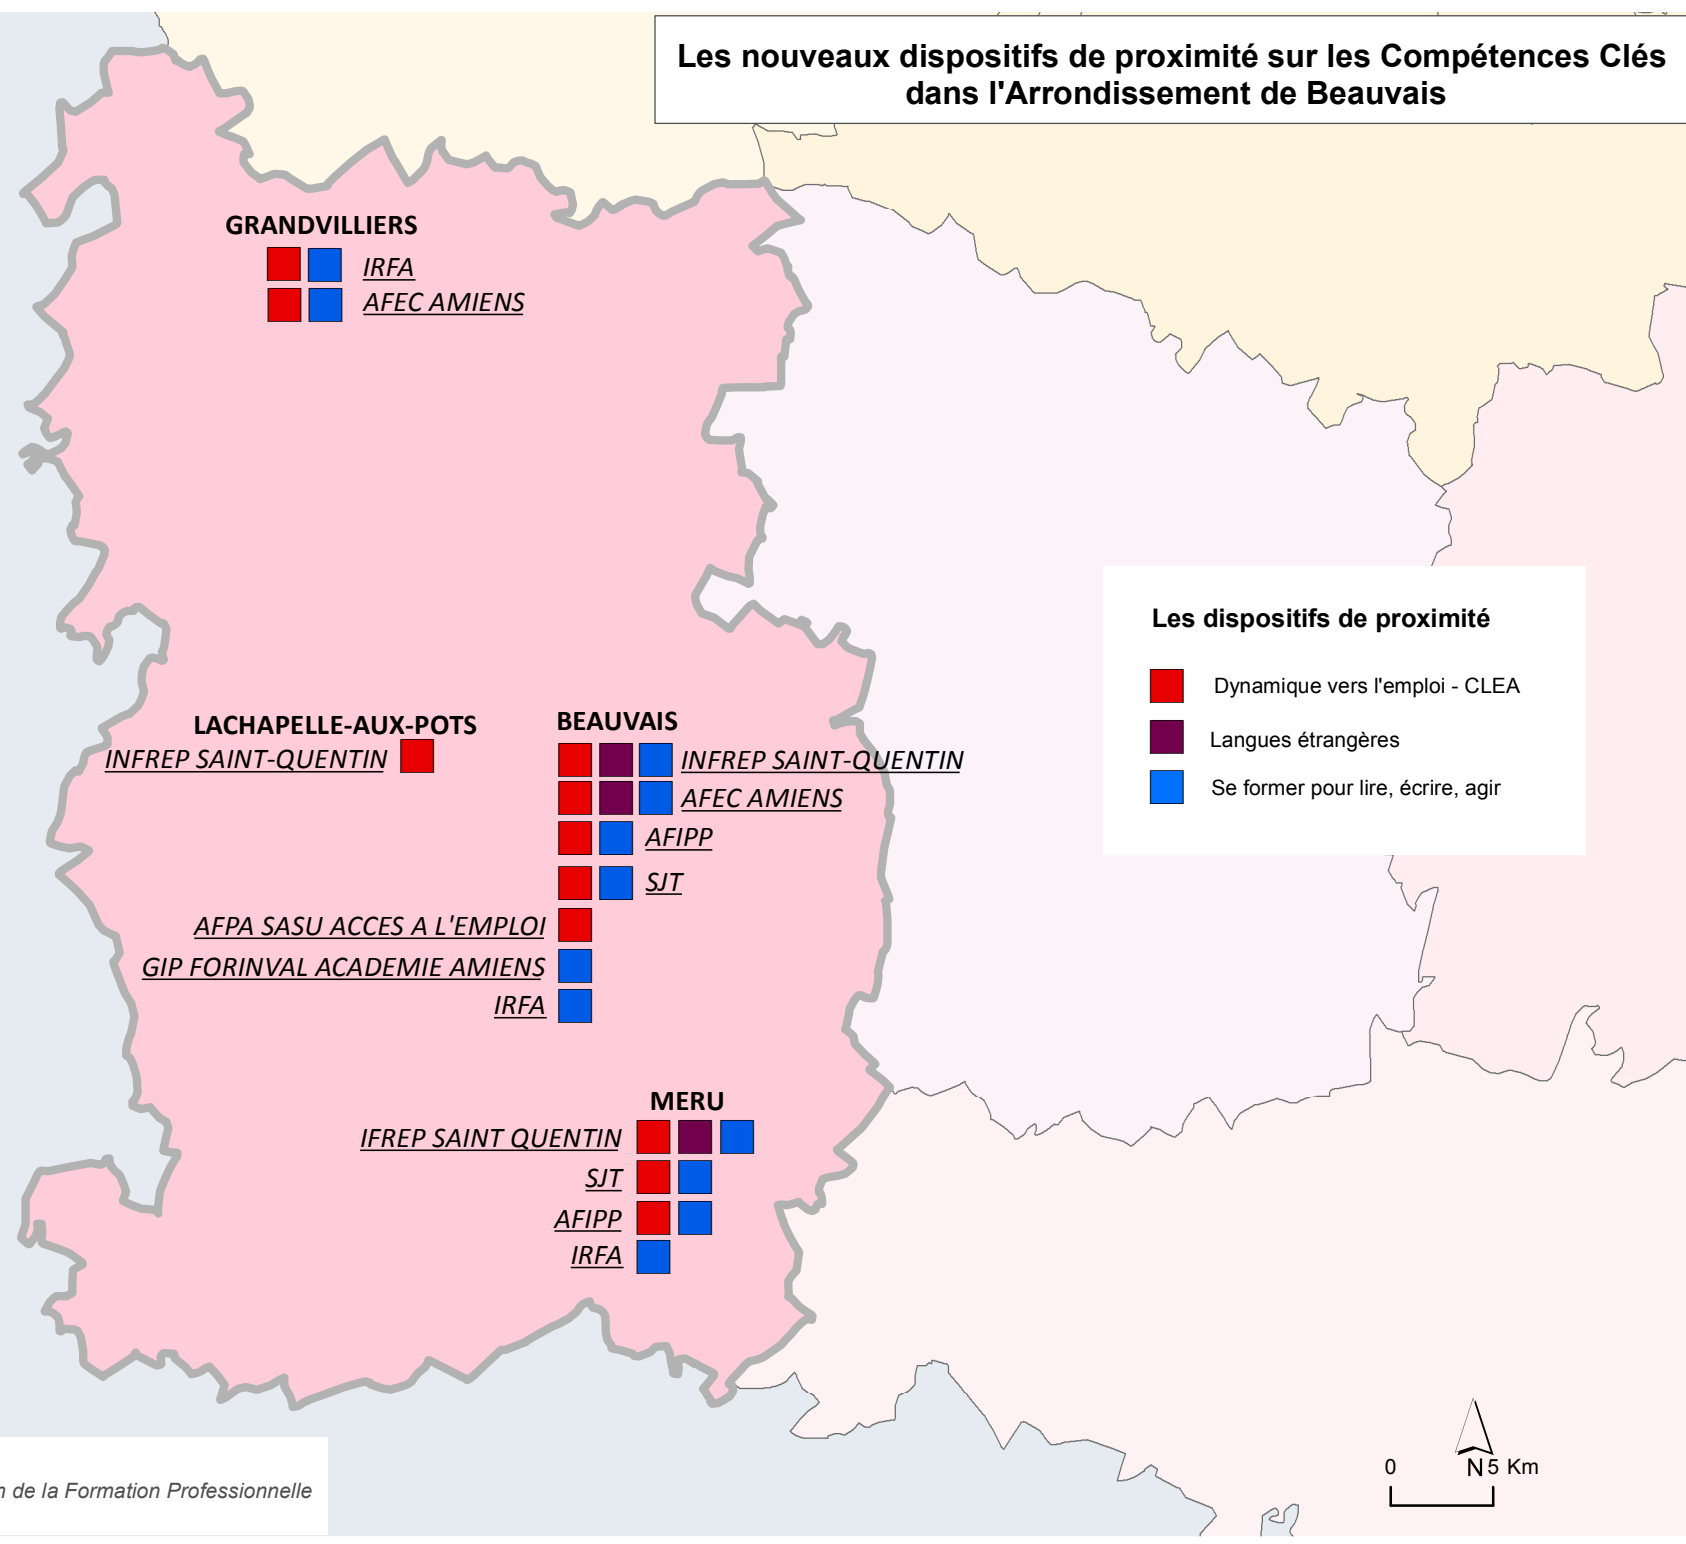 Les nouveaux dispositifs de proximité sur les Compétences Clés
dans l'Arrondissement de Beauvais
GRANDVILLIERS
IRFA
AFEC AMIENS
Les dispositifs de proximité
Dynamique vers l'emploi - CLEA
Langues étrangères
Se former pour lire, écrire, agir
LACHAPELLE-AUX-POTS
INFREP SAINT-QUENTIN
BEAUVAIS
INFREP SAINT-QUENTIN
AFEC AMIENS
AFIPP
SJT
AFPA SASU ACCES A L'EMPLOI
GIP FORINVAL ACADEMIE AMIENS
IRFA
MERU
IFREP SAINT QUENTIN
SJT
AFIPP
IRFA
0 N 5 Km
de la Formation Professionnelle